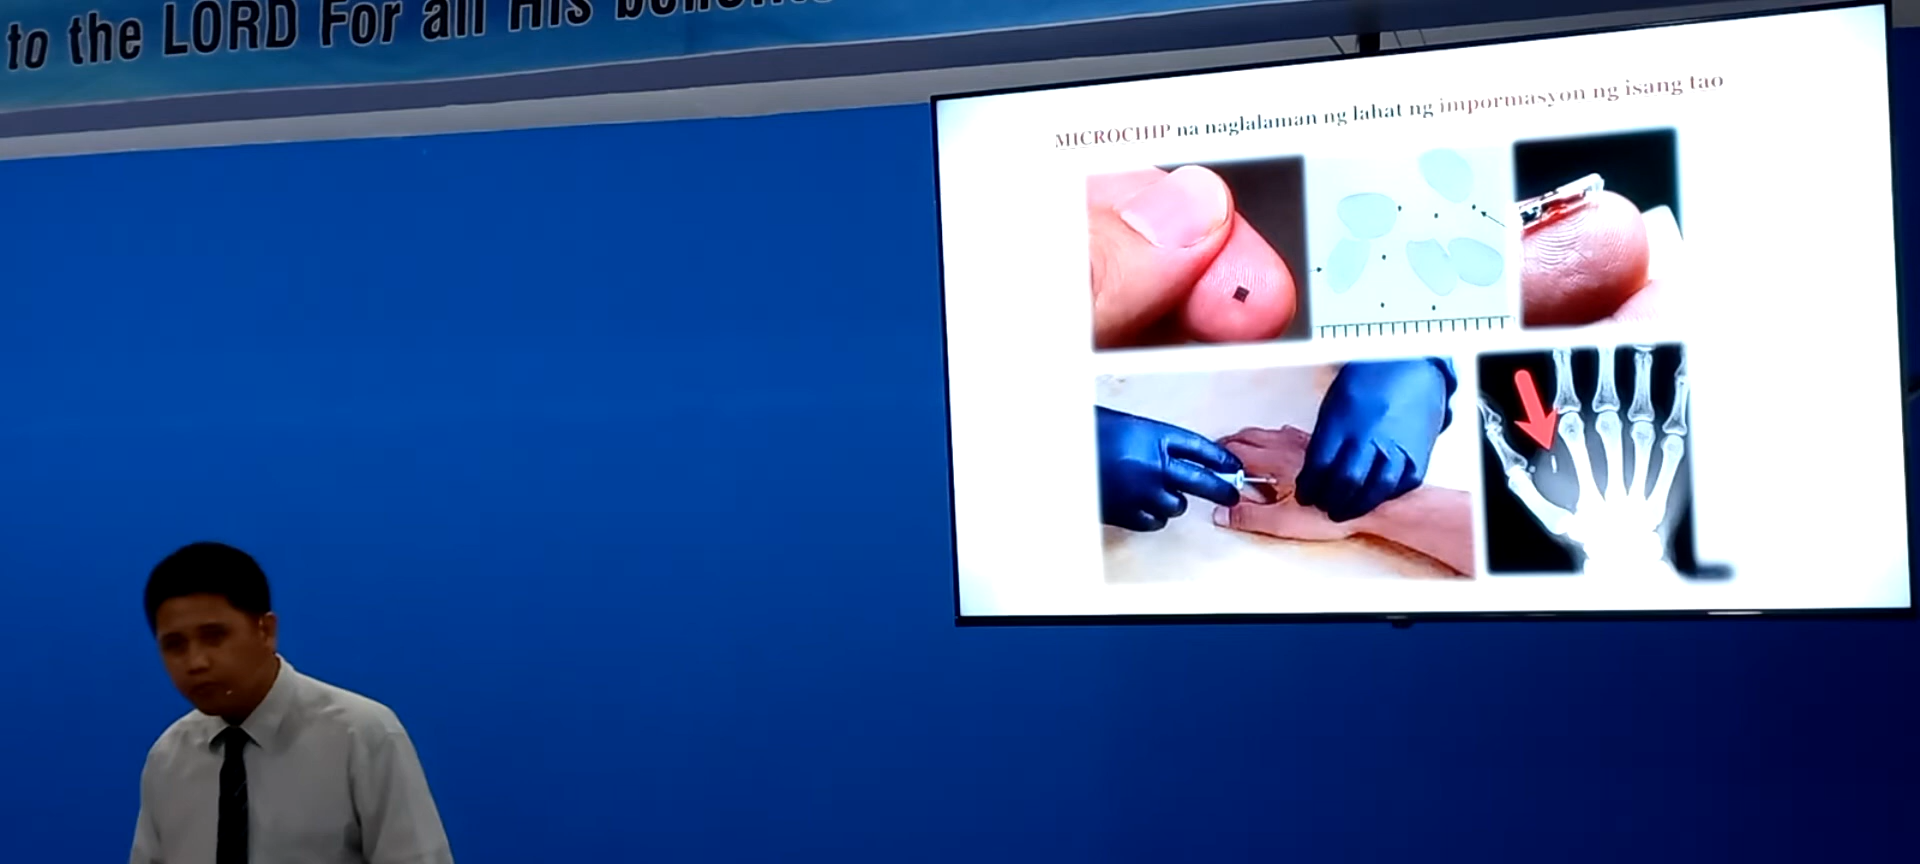 to the LORD For all His
MICROCHIP na naglalaman ng lahat ng impormasyon ng isang tao